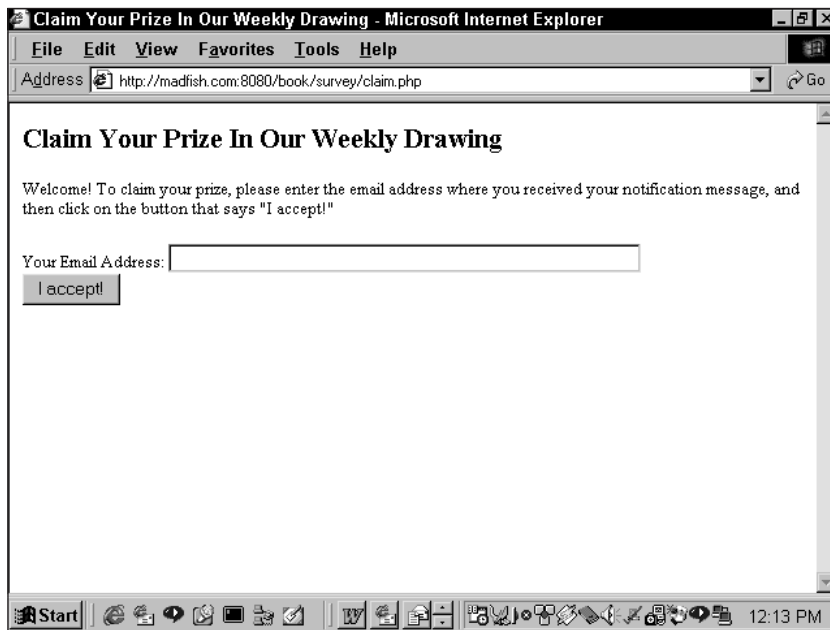 Claim Your Prize In Our Weekly Drawing - Microsoft Internet Explorer
File Edit View Favorites Tools Help
Address http://madfish.com:8080/book/survey/claim.php Go
Claim Your Prize In Our Weekly Drawing
Welcome! To claim your prize, please enter the email address where you received your notification message, and
then click on the button that says "I accept!"
Your Email Address:
I accept!
Start 12:13 PM